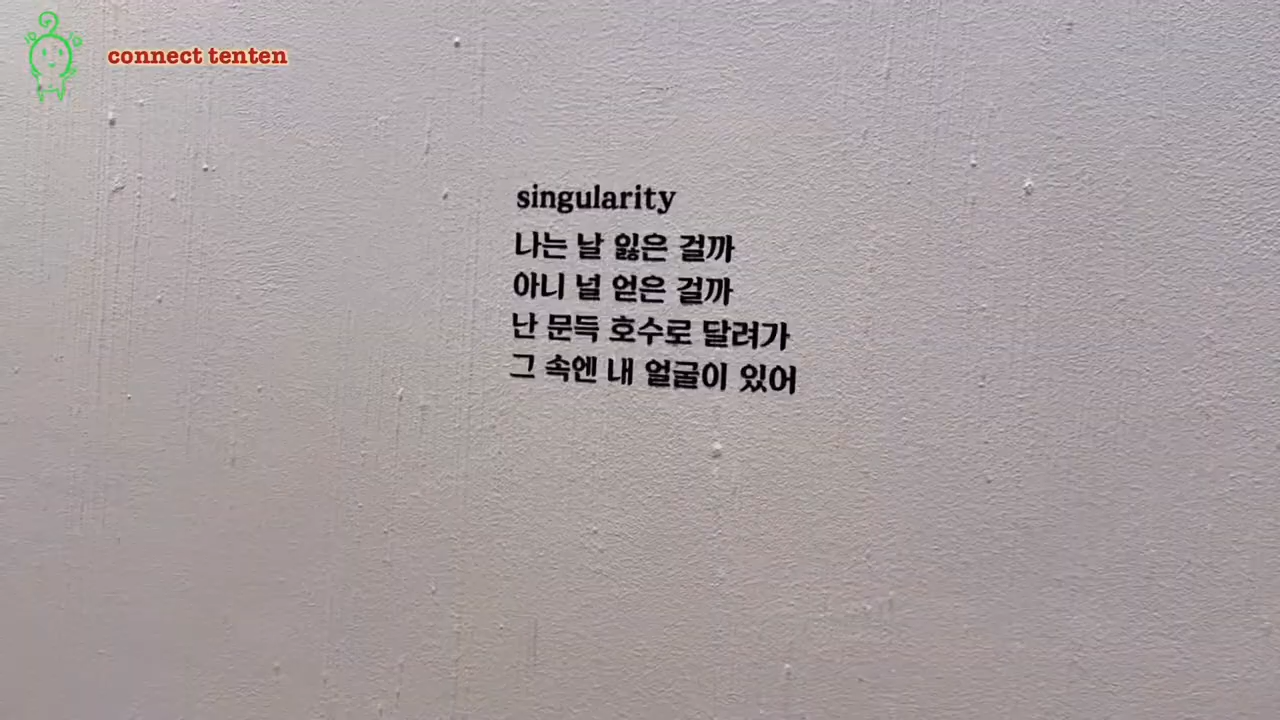 connect tenten
singularity
나는 날 잃은 걸까
아니 널 얻은 걸까
난 문득 호수로 달려가
그 속엔 내 얼굴이 있어